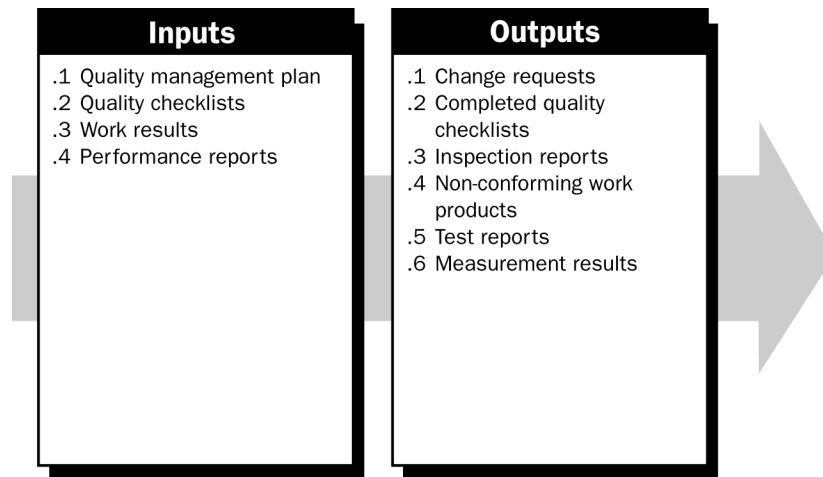 Inputs
.1 Quality management plan
.2 Quality checklists
.3 Work results
.4 Performance reports
Outputs
.1 Change requests
.2 Completed quality
checklists
.3 Inspection reports
.4 Non-conforming work
products
.5 Test reports
.6 Measurement results